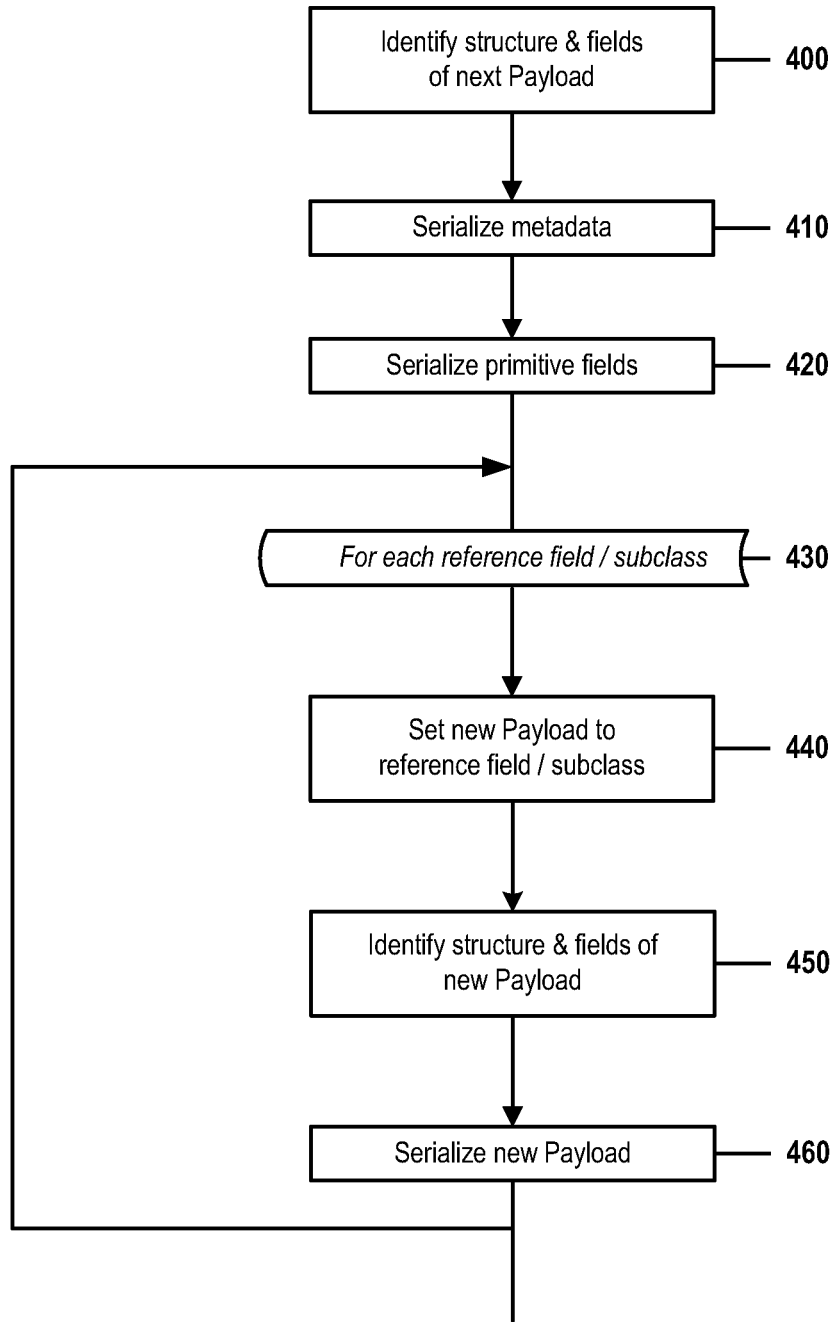 Identify structure & fields
of next Payload
400
Serialize metadata
410
Serialize primitive fields
420
For each reference field / subclass
430
Set new Payload to
reference field / subclass
440
Identify structure & fields of
new Payload
450
Serialize new Payload
460